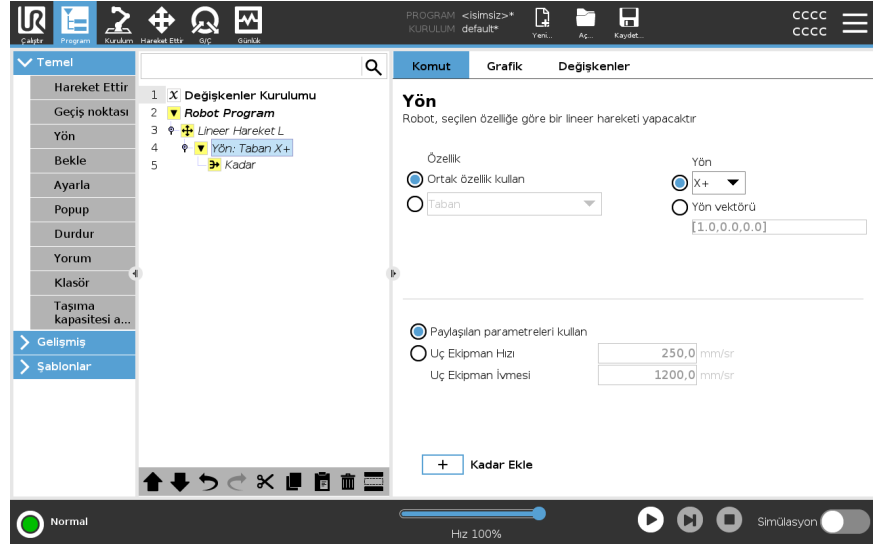 UR
PROGRAM <isimsiz>*
KURULUM default*
Çalıştır
Program
Kurulum
Hareket Ettir
G/Ç
Günlük
Yeni...
Aç...
Kaydet...
CCCC
CCCC
Temel
Hareket Ettir
Geçiş noktası
Yön
Bekle
Ayarla
Popup
Durdur
Yorum
Klasör
Taşıma
kapasitesi a...
Gelişmiş
Şablonlar
1 X Değişkenler Kurulumu
2 Robot Program
3 Lineer Hareket L
4 Yön: Taban X+
5 Kadar
Komut Grafik Değişkenler
Yön
Robot, seçilen özelliğe göre bir lineer hareketi yapacaktır
Özellik
Ortak özellik kullan
Taban
Yön
X+
Yön vektörü
[1.0,0.0,0.0]
Paylaşılan parametreleri kullan
Uç Ekipman Hızı 250,0 mm/sr
Uç Ekipman İvmesi 1200,0 mm/sr
+ Kadar Ekle
Normal
Hız 100%
Simülasyon